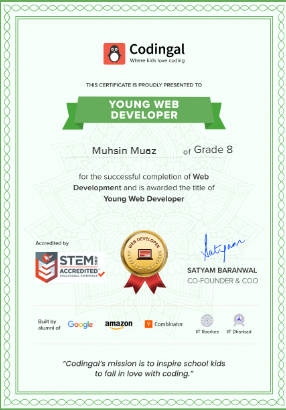 Codingal
Where kids love coding
THIS CERTIFICATE IS PROUDLY PRESENTED TO
YOUNG WEB
DEVELOPER
Muhsin Muaz of Grade 8
for the successful completion of Web
Development and is awarded the title of
Young Web Developer
Accredited by
STEM.ORG
ACCREDITED
EDUCATIONAL EXPERIENCE
WEB DEVELOPER
Satyam
SATYAM BARANWAL
CO-FOUNDER & COO
Built by
alumni of
Google
amazon
Y Combinator
IIT Roorkee
IIT Dhanbad
“Codingal's mission is to inspire school kids
to fall in love with coding.”